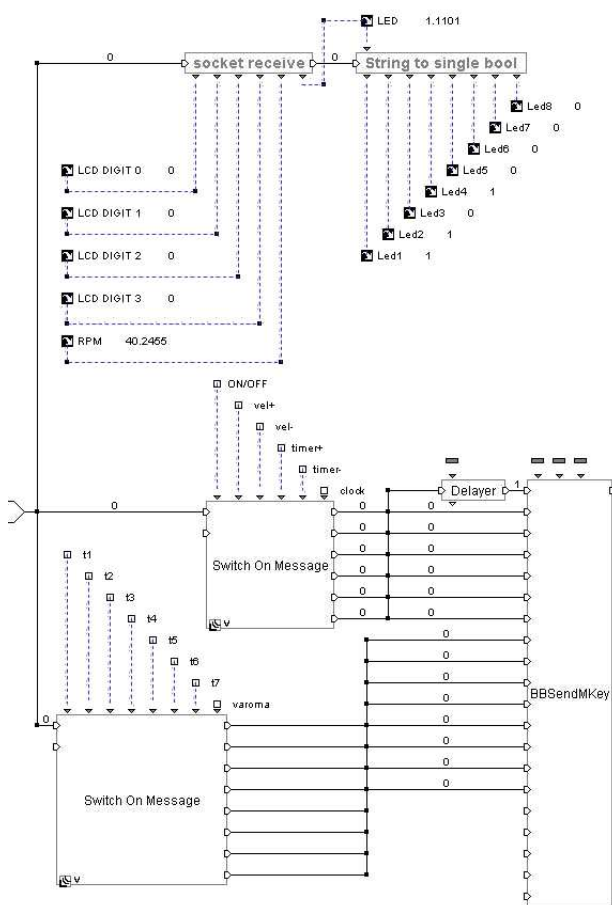 LED 1.1101
0
0
socket receive
String to single bool
Led8 0
Led7 0
Led6 0
LCD DIGIT 0 0
Led5 0
Led4 1
LCD DIGIT 1 0
Led3 0
Led2 1
LCD DIGIT 2 0
Led1 1
LCD DIGIT 3 0
RPM 40.2455
ON/OFF
vel+
vel-
timer+
timer-
clock
Delayer
1
0
0 0
0 0
t1
Switch On Message
0 0
t2
0 0
t3
0 0
t4
0 0
v
t5
0
t6
0
t7
0
BBSendMKey
varoma
0
0
0
0
0
0
Switch On Message
v